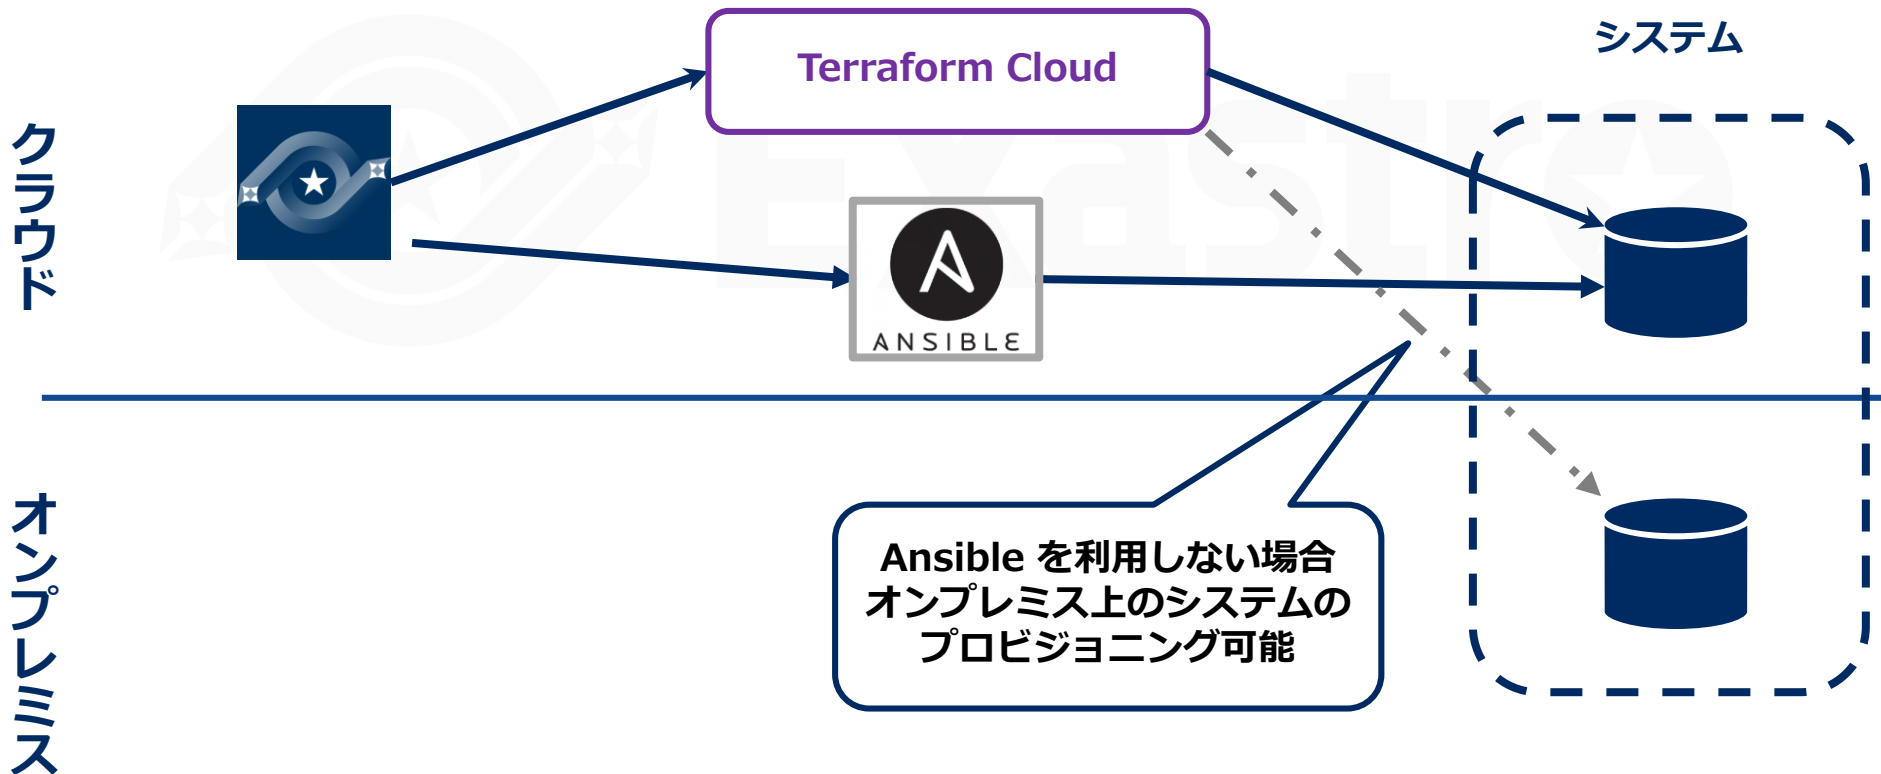 Terraform Cloud
システム
クラウド
Exastro
ANSIBLE
Ansible を利用しない場合
オンプレミス上のシステムの
プロビジョニング可能
オンプレミス